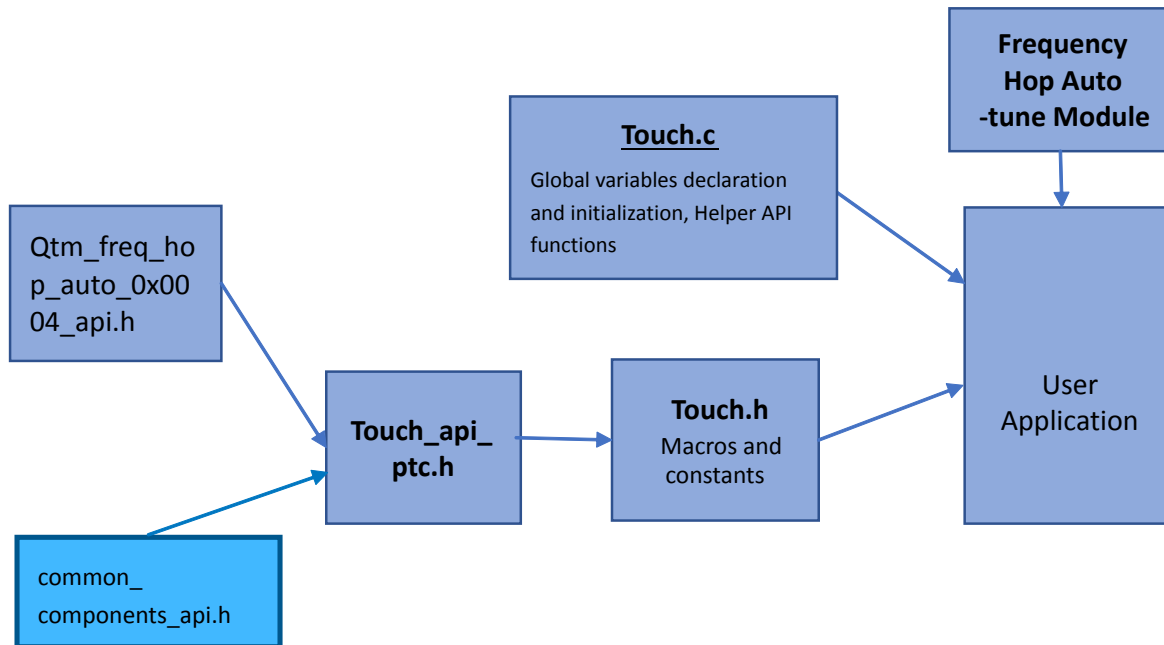 Frequency
Hop Auto
-tune Module
Touch.c
Global variables declaration
and initialization, Helper API
functions
Qtm_freq_ho
p_auto_0x00
04_api.h
Touch_api_
ptc.h
Touch.h
Macros and
constants
User
Application
common_
components_api.h